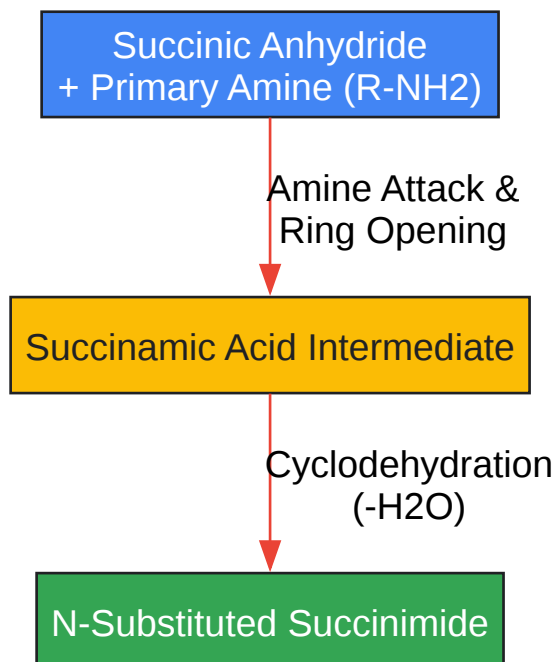 Succinic Anhydride
+ Primary Amine (R-NH2)
Amine Attack &
Ring Opening
Succinamic Acid Intermediate
Cyclodehydration
(-H2O)
N-Substituted Succinimide